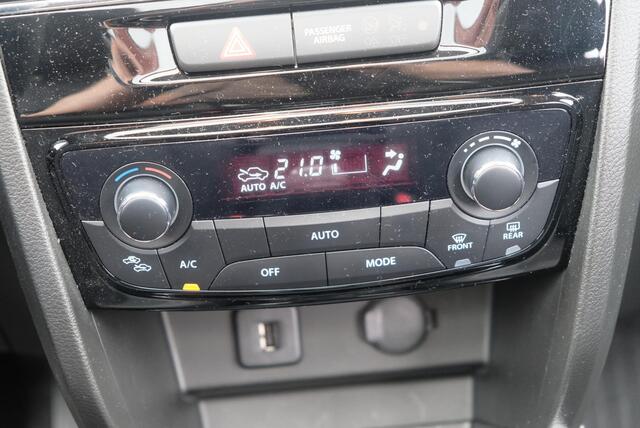 PASSENGER
AIRBAG
21.0
AUTO A/C
AUTO
A/C
OFF
MODE
FRONT
REAR